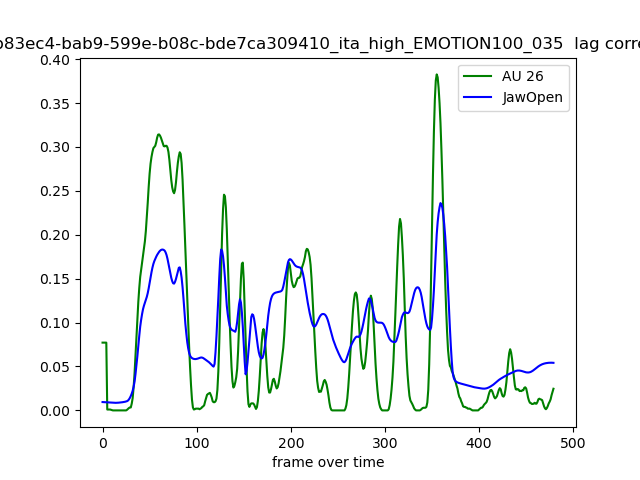 b83ec4-bab9-599e-b08c-bde7ca309410_ita_high_EMOTION100_035 lag corre
0.40
AU 26
JawOpen
0.35
0.30
0.25
0.20
0.15
0.10
0.05
0.00
0 100 200 300 400 500
frame over time